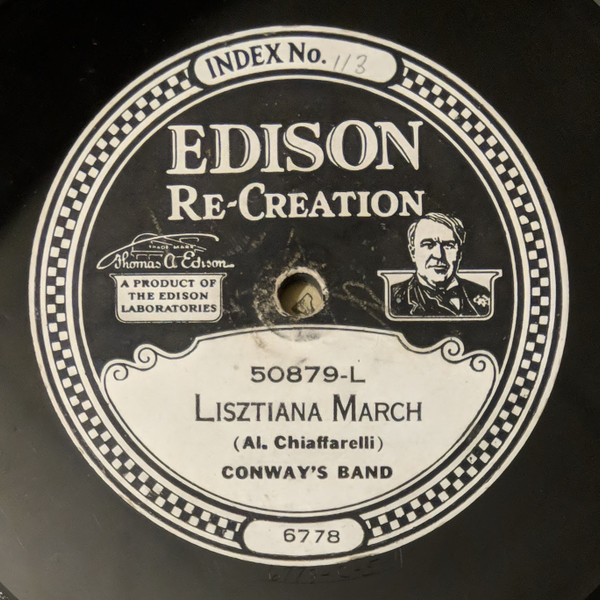 INDEX No. 113
EDISON
RE-CREATION
TRADE MARK
Thomas A Edison
A PRODUCT OF
THE EDISON
LABORATORIES
50879-L
LISZTIANA MARCH
(Al. Chiaffarelli)
CONWAY'S BAND
6778